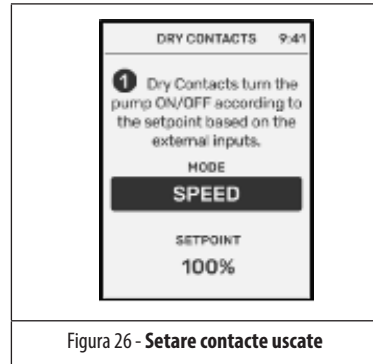 DRY CONTACTS 9:41
1 Dry Contacts turn the
pump ON/OFF according to
the setpoint based on the
external inputs.
MODE
SPEED
SETPOINT
100%
Figura 26 - Setare contacte uscate